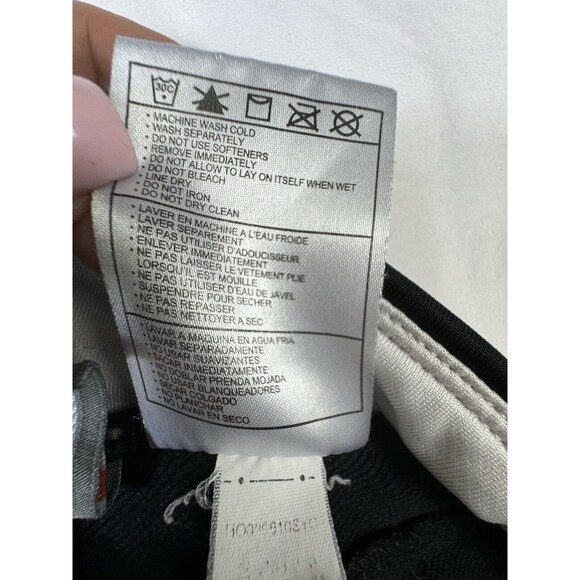 30C
• MACHINE WASH COLD
• WASH SEPARATELY
• DO NOT USE SOFTENERS
REMOVE IMMEDIATELY
• DO NOT ALLOW TO LAY ON ITSELF WHEN WET
• DO NOT BLEACH
• LINE DRY
• DO NOT IRON
• DO NOT DRY CLEAN
• LAVER EN MACHINE A L'EAU FROIDE
• LAVER SEPAREMENT
• NE PAS UTILISER D'ADOUCISSEUR
• ENLEVER IMMEDIATEMENT
• NE PAS LAISSER LE VETEMENT PLIE
LORSQU'IL EST MOUILLE
• NE PAS UTILISER D'EAU DE JAVEL
• SUSPENDRE POUR SECHER
• NE PAS REPASSER
• NE PAS NETTOYER A SEC
• LAVAR A MAQUINA EN AGUA FRIA
• LAVAR SEPARADAMENTE
• NO USAR SUAVIZANTES
• SACAR INMEDIATAMENTE
• NO DOBLAR PRENDA MOJADA
• NO USAR BLANQUEADORES
• SECAR COLGADO
• NO PLANCHAR
• NO LAVAR EN SECO